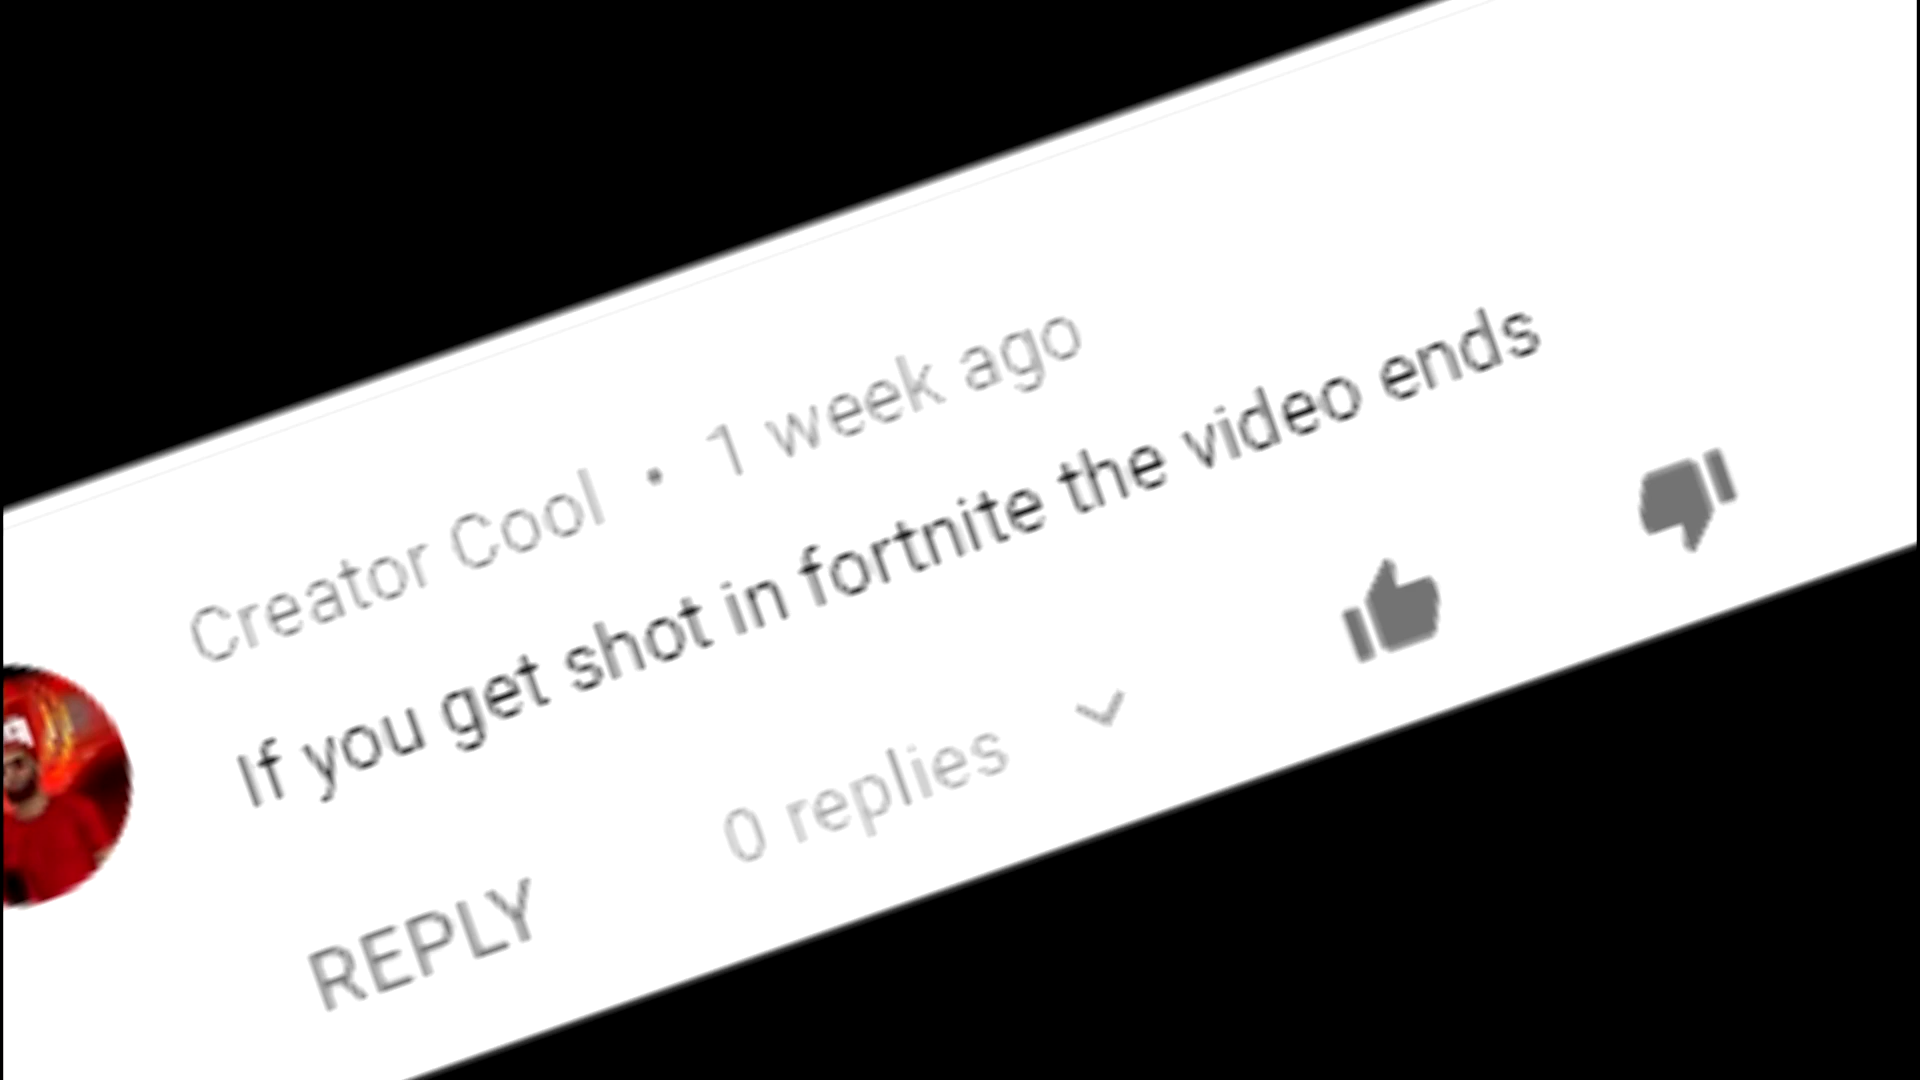 Creator Cool • 1 week ago
If you get shot in fortnite the video ends
REPLY 0 replies